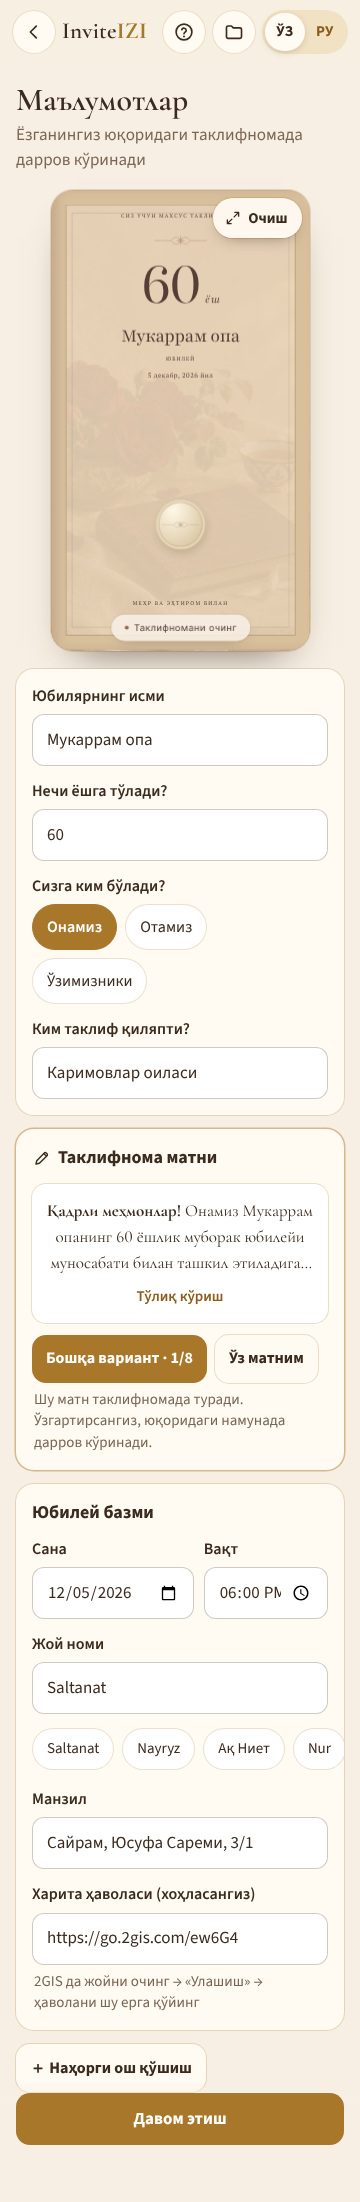 InviteIZI
ЎЗ
РУ
Маълумотлар
Ёзганингиз юқоридаги таклифномада
дарров кўринади
СИЗ УЧУН МАХСУС
Очиш
60 ёш
Мукаррам опа
ЮБИЛЕЙ
5 декабр, 2026 йил
МЕҲР ВА ЭҲТИРОМ БИЛАН
Таклифномани очинг
Юбилярнинг исми
Мукаррам опа
Нечи ёшга тўлади?
60
Сизга ким бўлади?
Онамиз
Отамиз
Ўзимизники
Ким таклиф қиляпти?
Каримовлар оиласи
Таклифнома матни
Қадрли меҳмонлар! Онамиз Мукаррам
опанинг 60 ёшлик муборак юбилейи
муносабати билан ташкил этиладига...
Тўлиқ кўриш
Бошқа вариант · 1/8
Ўз матним
Шу матн таклифномада туради.
Ўзгартирсангиз, юқоридаги намунада
дарров кўринади.
Юбилей базми
Сана
Вақт
12/05/2026
06:00 PM
Жой номи
Saltanat
Saltanat
Nayryz
Ақ Ниет
Nur
Манзил
Сайрам, Юсуфа Сареми, 3/1
Харита ҳаволаси (хоҳласангиз)
https://go.2gis.com/ew6G4
2GIS да жойни очинг → «Улашиш» →
ҳаволани шу ерга қўйинг
+ Наҳорги ош қўшиш
Давом этиш